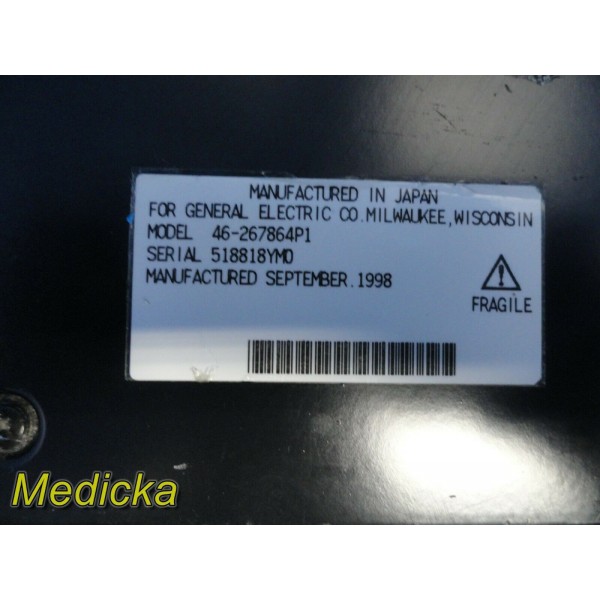 MANUFACTURED IN JAPAN
FOR GENERAL ELECTRIC CO.MILWAUKEE,WISCONSIN
MODEL 46-267864P1
SERIAL 518818YM0
MANUFACTURED SEPTEMBER.1998
FRAGILE
Medicka